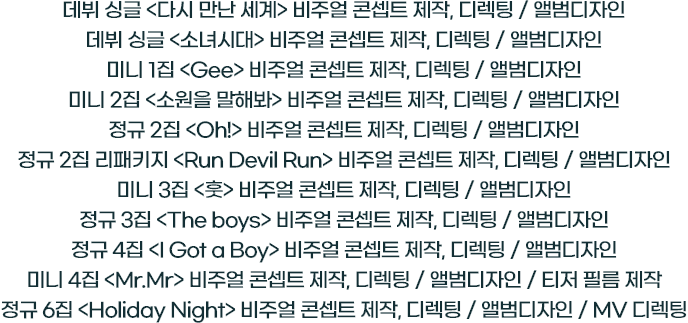 데뷔 싱글 <다시 만난 세계> 비주얼 콘셉트 제작, 디렉팅 / 앨범디자인
데뷔 싱글 <소녀시대> 비주얼 콘셉트 제작, 디렉팅 / 앨범디자인
미니 1집 <Gee> 비주얼 콘셉트 제작, 디렉팅 / 앨범디자인
미니 2집 <소원을 말해봐> 비주얼 콘셉트 제작, 디렉팅 / 앨범디자인
정규 2집 <Oh!> 비주얼 콘셉트 제작, 디렉팅 / 앨범디자인
정규 2집 리패키지 <Run Devil Run> 비주얼 콘셉트 제작, 디렉팅 / 앨범디자인
미니 3집 <훗> 비주얼 콘셉트 제작, 디렉팅 / 앨범디자인
정규 3집 <The boys> 비주얼 콘셉트 제작, 디렉팅 / 앨범디자인
정규 4집 <I Got a Boy> 비주얼 콘셉트 제작, 디렉팅 / 앨범디자인
미니 4집 <Mr.Mr> 비주얼 콘셉트 제작, 디렉팅 / 앨범디자인 / 티저 필름 제작
정규 6집 <Holiday Night> 비주얼 콘셉트 제작, 디렉팅 / 앨범디자인 / MV 디렉팅